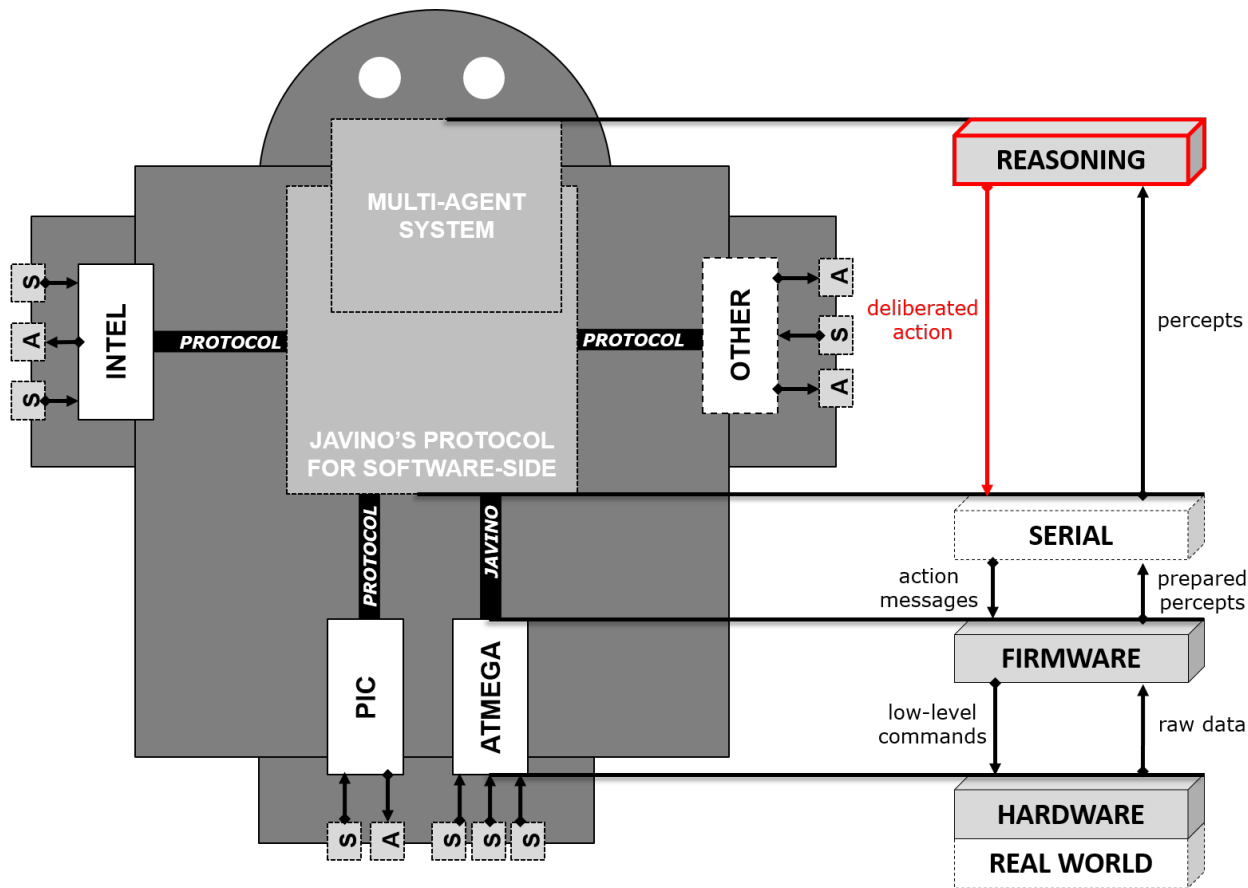 REASONING
MULTI-AGENT
SYSTEM
S
A
S
INTEL
PROTOCOL
PROTOCOL
OTHER
A
S
A
deliberated
action
percepts
JAVINO'S PROTOCOL
FOR SOFTWARE-SIDE
PROTOCOL
JAVINO
SERIAL
action
messages
prepared
percepts
PIC
ATMEGA
FIRMWARE
low-level
commands
raw data
S
A
S
S
S
HARDWARE
REAL WORLD